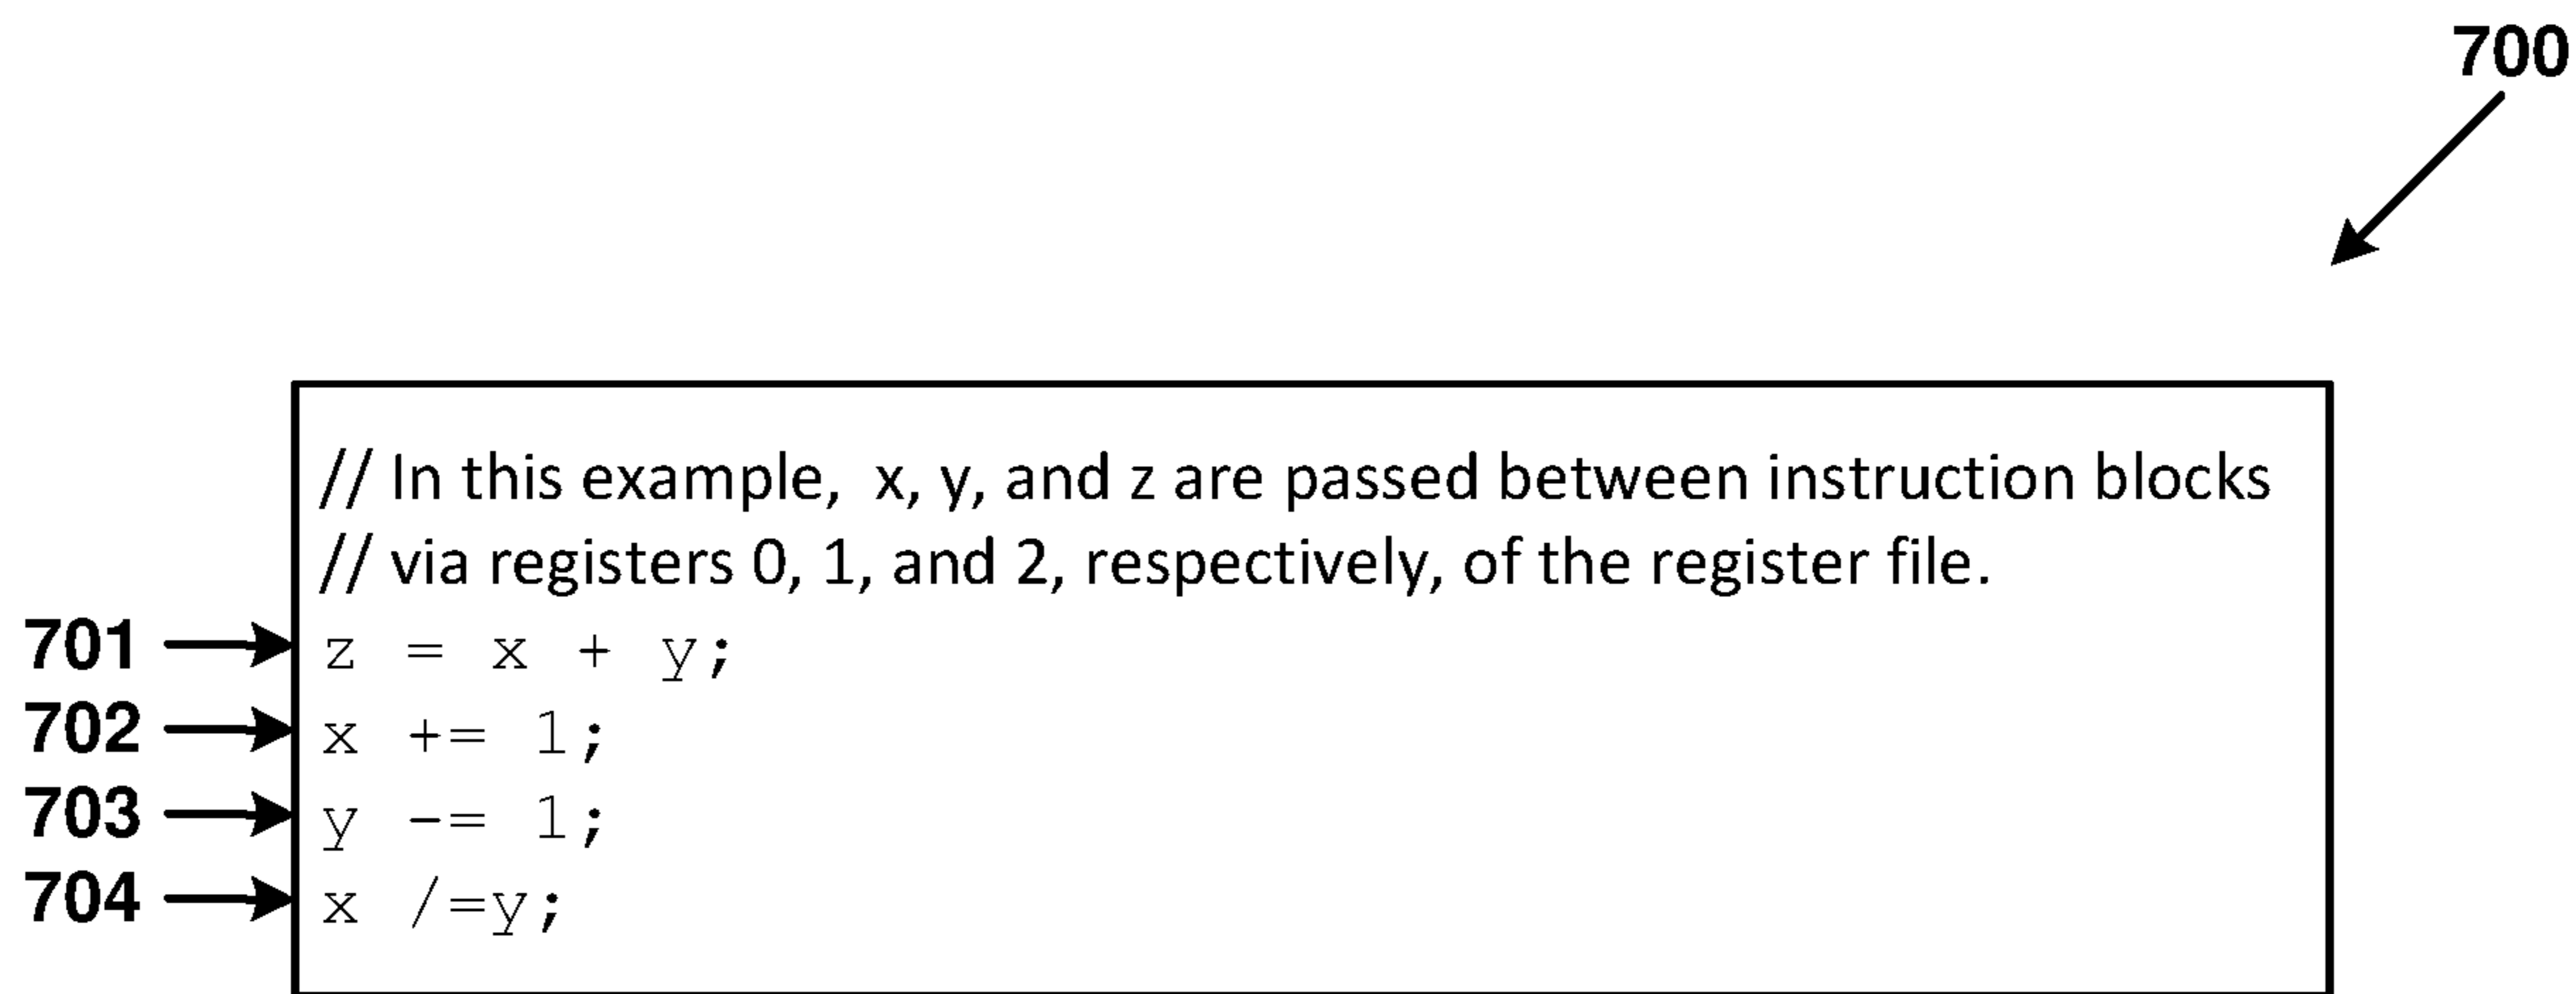 700
// In this example,  x, y, and z are passed between instruction blocks
// via registers 0, 1, and 2, respectively, of the register file.
701 z = x + y;
702 x += 1;
703 y -= 1;
704 x /=y;